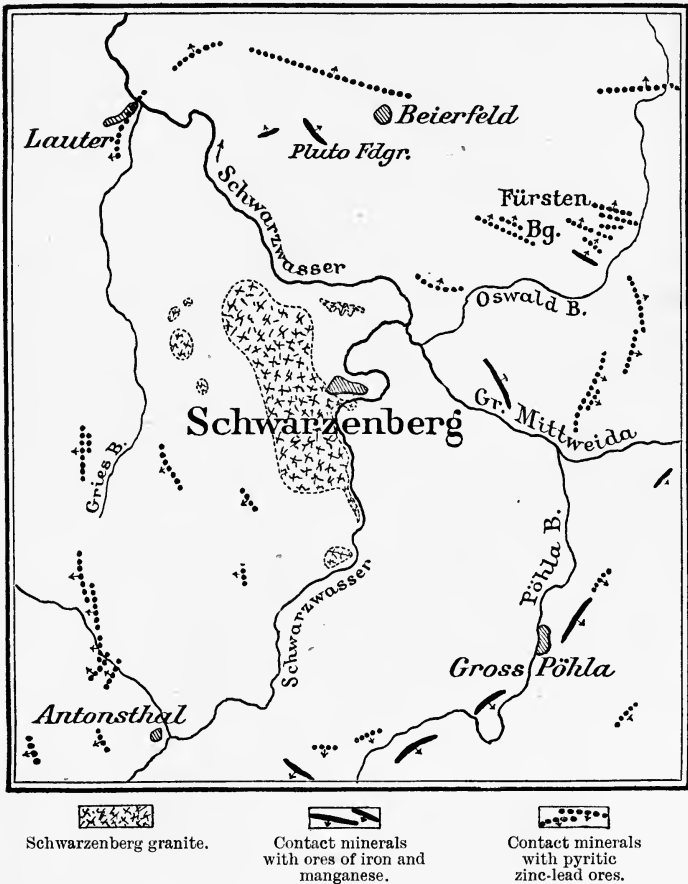 Lauter
Beierfeld
Pluto Fdgr.
Schwarzwasser
Fürsten
Bg.
Oswald B.
Schwarzenberg
Gr. Mittweida
Gries B.
Pöhla B.
Schwarzwasser
Gross Pöhla
Antonsthal
Schwarzenberg granite.
Contact minerals
with ores of iron and
manganese.
Contact minerals
with pyritic
zinc-lead ores.